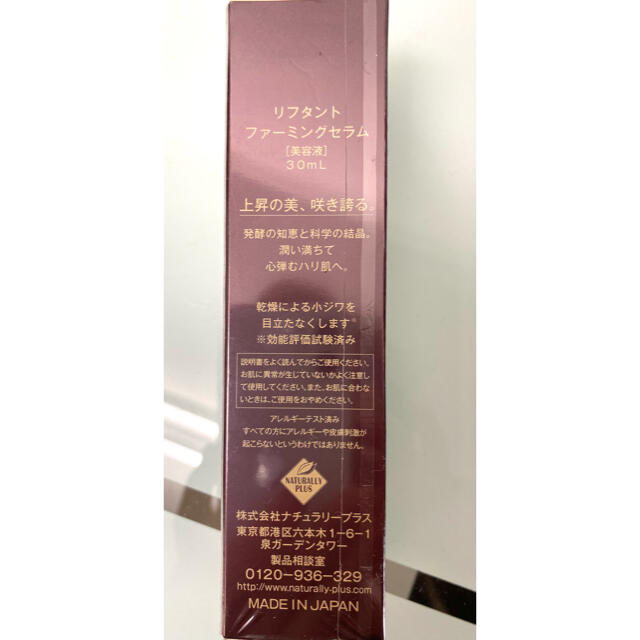 リフタント
ファーミングセラム
[美容液]
30mL
上昇の美、咲き誇る。
発酵の知恵と科学の結晶。
潤い満ちて
心弾むハリ肌へ。
乾燥による小ジワを
目立たなくします※
※効能評価試験済み
説明書をよく読んでからご使用ください。
お肌に異常が生じていないかよく注意し
て使用してください。また、お肌に合わな
いときは、ご使用をおやめください。
アレルギーテスト済み
すべての方にアレルギーや皮膚刺激が
起こらないというわけではありません。
NATURALLY
PLUS
株式会社ナチュラリープラス
東京都港区六本木1-6-1
泉ガーデンタワー
製品相談室
0120-936-329
http://www.naturally-plus.com
MADE IN JAPAN